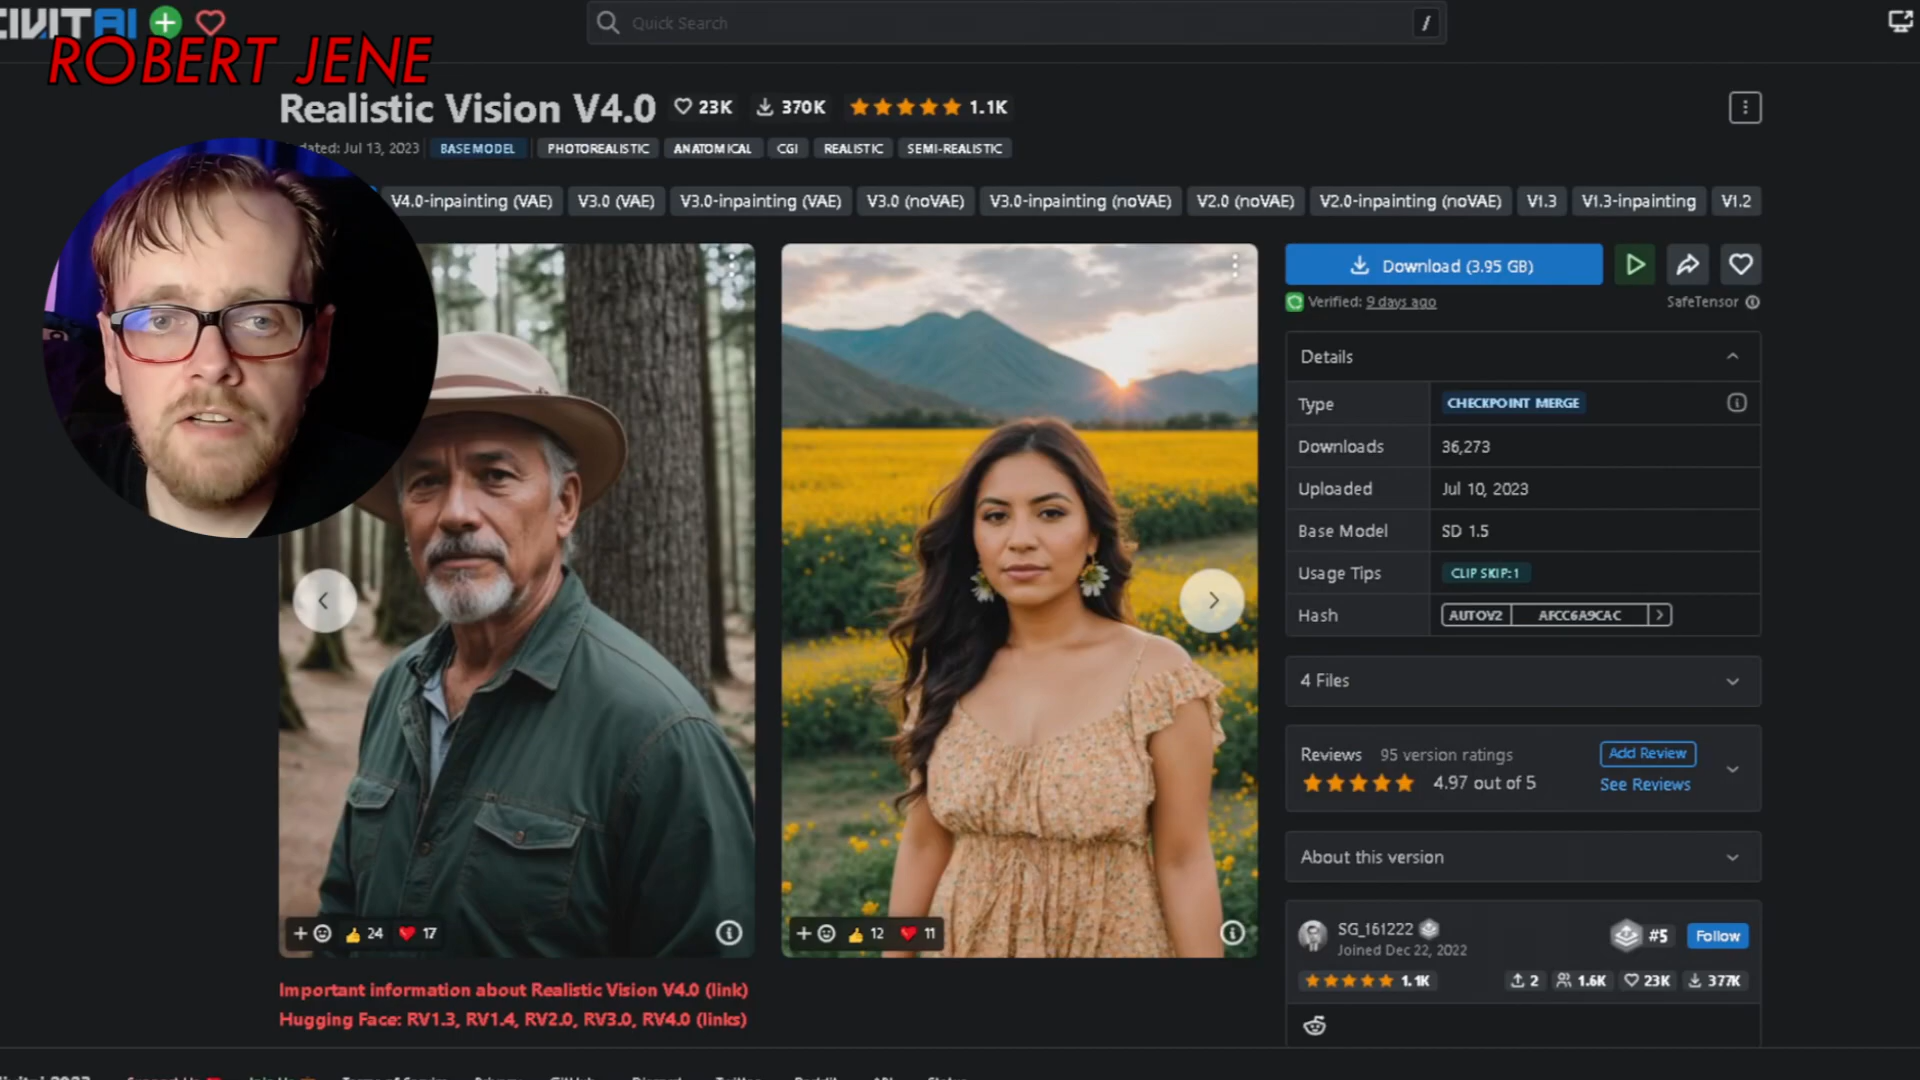 CIVITAI
Quick Search
/
ROBERT JENE
Realistic Vision V4.0 23K 370K 1.1K
dated: Jul 13, 2023 BASE MODEL PHOTOREALISTIC ANATOMICAL CGI REALISTIC SEMI-REALISTIC
V4.0-inpainting (VAE) V3.0 (VAE) V3.0-inpainting (VAE) V3.0 (noVAE) V3.0-inpainting (noVAE) V2.0 (noVAE) V2.0-inpainting (noVAE) V1.3 V1.3-inpainting V1.2
Download (3.95 GB)
Verified: 9 days ago SafeTensor
Details
Type CHECKPOINT MERGE
Downloads 36,273
Uploaded Jul 10, 2023
Base Model SD 1.5
Usage Tips CLIP SKIP: 1
Hash AUTOV2 AFCC6A9CAC
4 Files
Reviews 95 version ratings Add Review
4.97 out of 5 See Reviews
About this version
24 17
12 11
SG_161222 #5 Follow
Joined Dec 22, 2022
1.1K 2 1.6K 23K 377K
Important information about Realistic Vision V4.0 (link)
Hugging Face: RV1.3, RV1.4, RV2.0, RV3.0, RV4.0 (links)